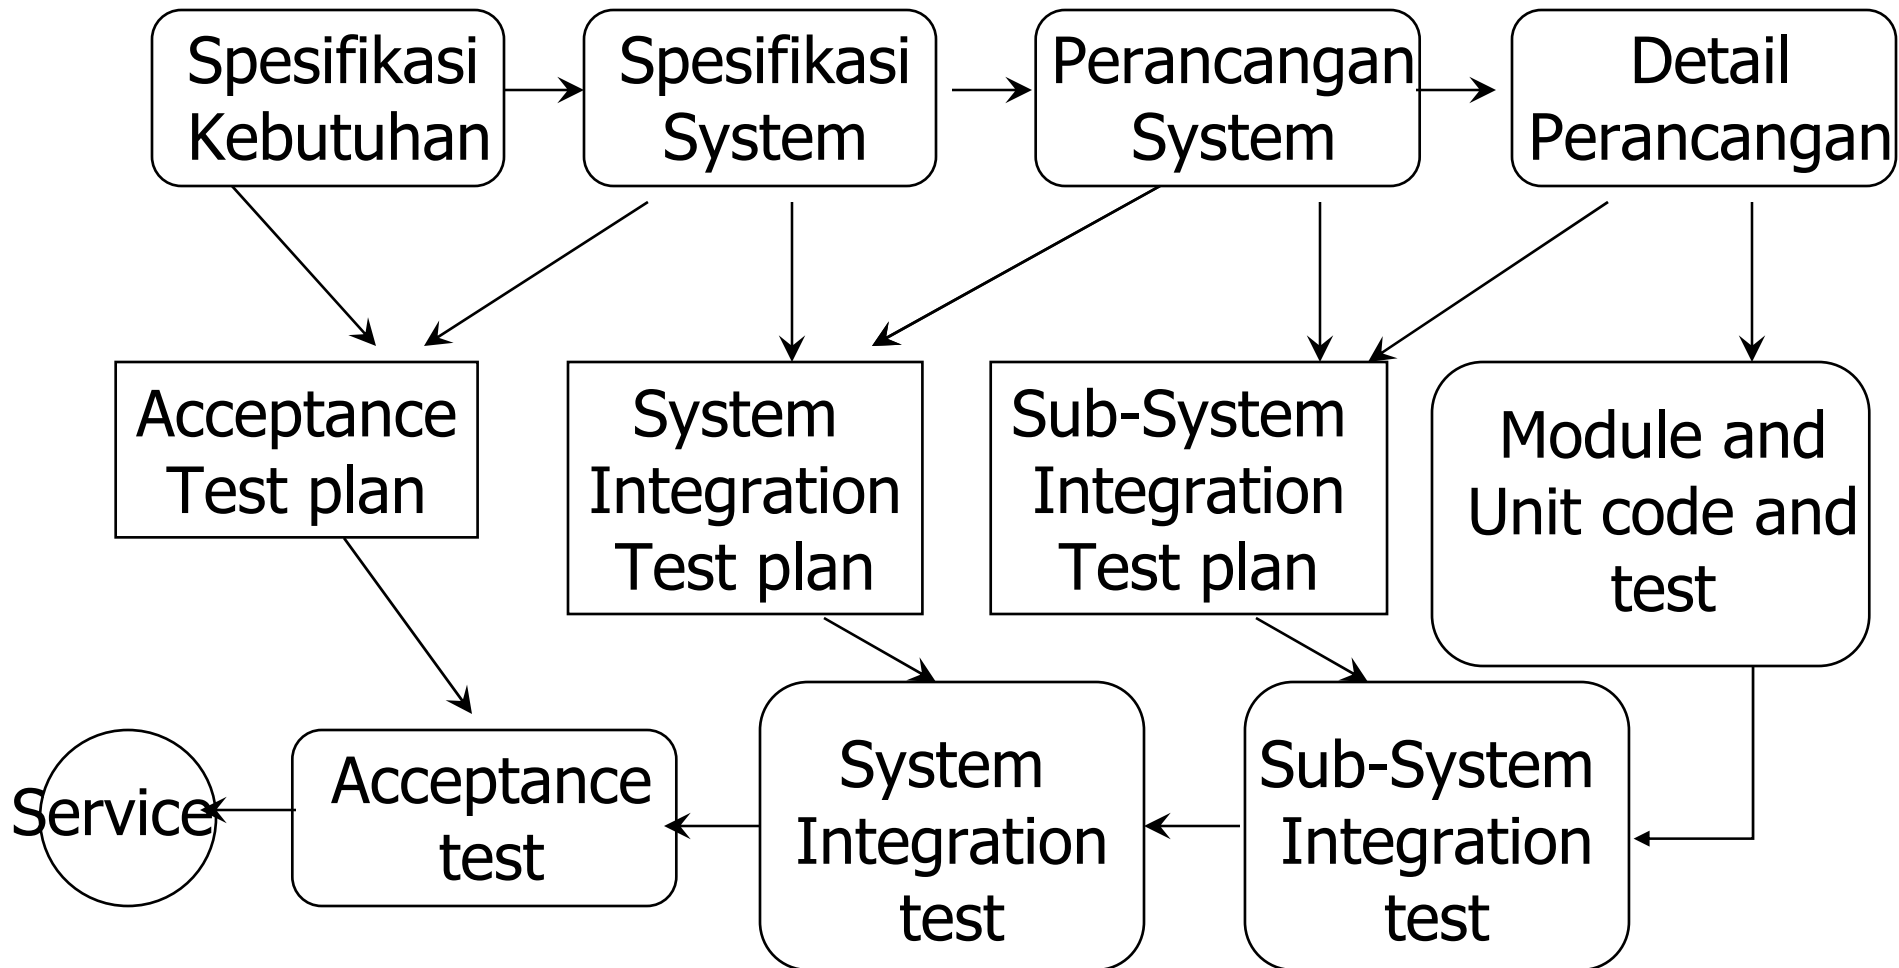 Spesifikasi
Kebutuhan
Spesifikasi
System
Perancangan
System
Detail
Perancangan
Acceptance
Test plan
System
Integration
Test plan
Sub-System
Integration
Test plan
Module and
Unit code and
test
Service
Acceptance
test
System
Integration
test
Sub-System
Integration
test